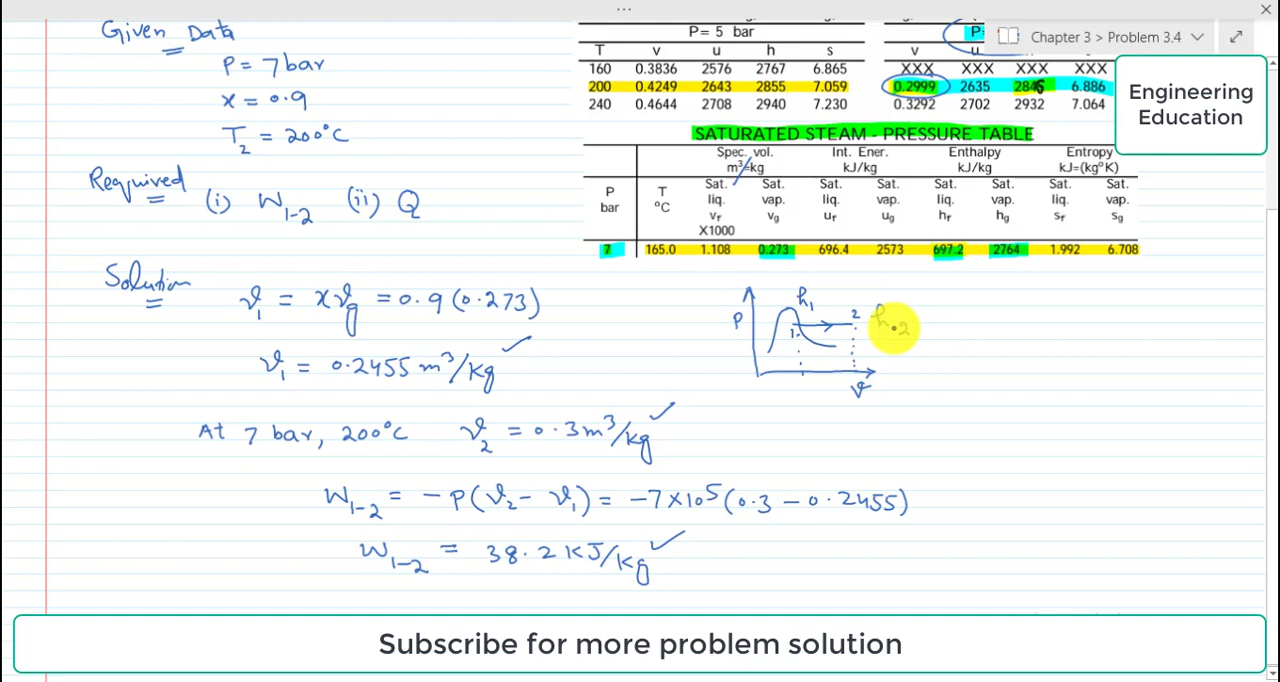 ...
Given Data
P = 7 bar
x = 0.9
T2 = 200°C
Required (i) W1-2 (ii) Q
P= 5 bar
T v u h s
160 0.3836 2576 2767 6.865
200 0.4249 2643 2855 7.059
240 0.4644 2708 2940 7.230
P
v u
XXX XXX XXX XXX
0.2999 2635 2846 6.886
0.3292 2702 2932 7.064
Chapter 3 > Problem 3.4
Engineering
Education
SATURATED STEAM - PRESSURE TABLE
Spec. vol. Int. Ener. Enthalpy Entropy
m³=kg kJ/kg kJ/kg kJ=(kg°K)
P T Sat. Sat. Sat. Sat. Sat. Sat. Sat. Sat.
bar °C liq. vap. liq. vap. liq. vap. liq. vap.
vf vg uf ug hf hg sf sg
X1000
7 165.0 1.108 0.273 696.4 2573 697.2 2764 1.992 6.708
Solution
v1 = xvg = 0.9 (0.273)
v1 = 0.2455 m³/kg
P h1 1 2 h2
v
At 7 bar, 200°C v2 = 0.3 m³/kg
W1-2 = -P(v2 - v1) = -7×10⁵(0.3 - 0.2455)
W1-2 = 38.2 KJ/kg
Subscribe for more problem solution